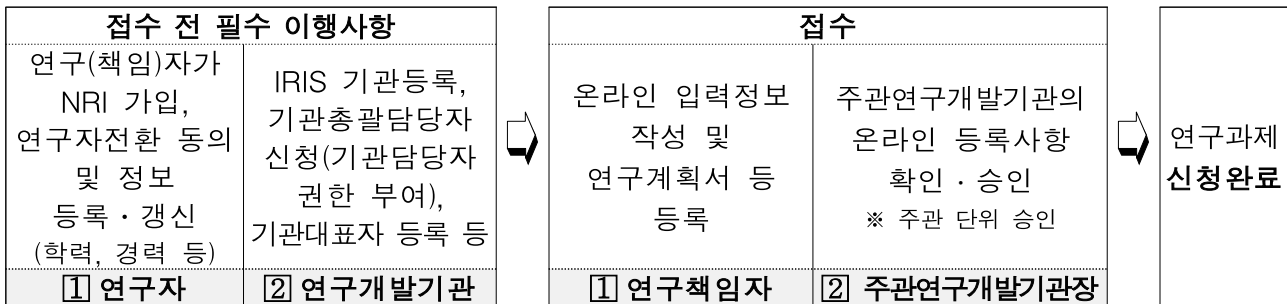 접수 전 필수 이행사항
연구(책임)자가
NRI 가입,
연구자전환 동의
및 정보
등록·갱신
(학력, 경력 등)
1 연구자
IRIS 기관등록,
기관총괄담당자
신청(기관담당자
권한 부여),
기관대표자 등록 등
2 연구개발기관
접수
온라인 입력정보
작성 및
연구계획서 등
등록
1 연구책임자
주관연구개발기관의
온라인 등록사항
확인·승인
※ 주관 단위 승인
2 주관연구개발기관장
연구과제
신청완료